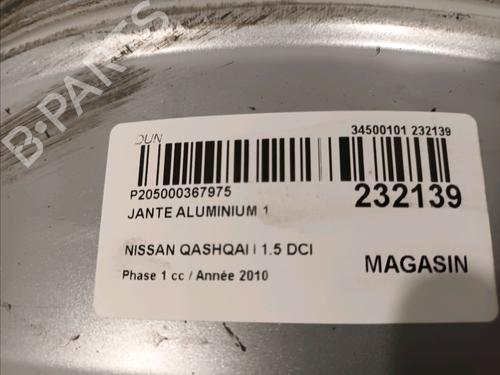 B-PARTS
DUN
34500101 232139
P205000367975
232139
JANTE ALUMINIUM 1
NISSAN QASHQAI I 1.5 DCI
MAGASIN
Phase 1 cc / Année 2010